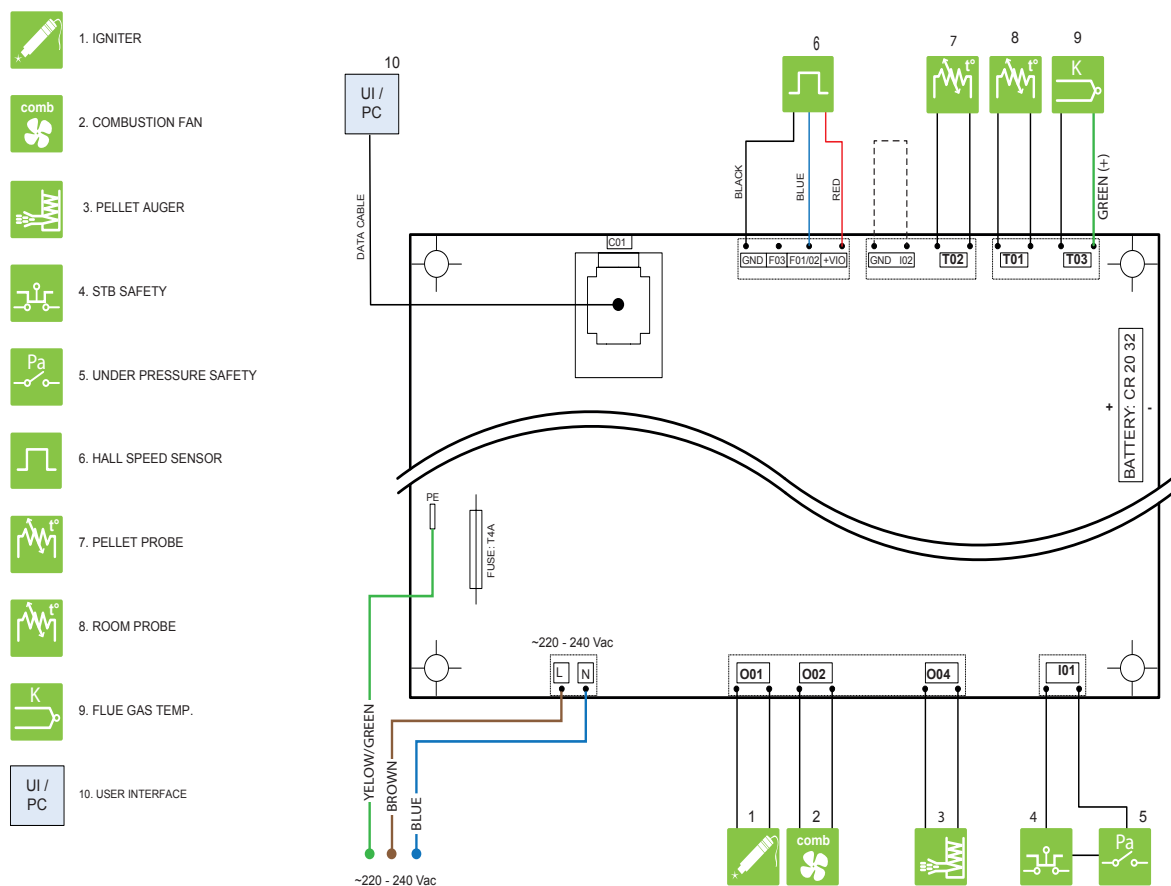 1. IGNITER
comb
2. COMBUSTION FAN
3. PELLET AUGER
4. STB SAFETY
Pa
5. UNDER PRESSURE SAFETY
6. HALL SPEED SENSOR
t°
7. PELLET PROBE
t°
8. ROOM PROBE
K
9. FLUE GAS TEMP.
UI /
PC
10. USER INTERFACE
10
UI /
PC
DATA CABLE
6
7
t°
8
t°
9
K
BLACK
BLUE
RED
GREEN (+)
C01
GND F03 F01/02 +VIO
GND I02
T02
T01
T03
+ -
BATTERY: CR 20 32
PE
FUSE: T4A
~220 - 240 Vac
L N
O01
O02
O04
I01
YELOW/GREEN
BROWN
BLUE
~220 - 240 Vac
1
2
comb
3
4
5
Pa